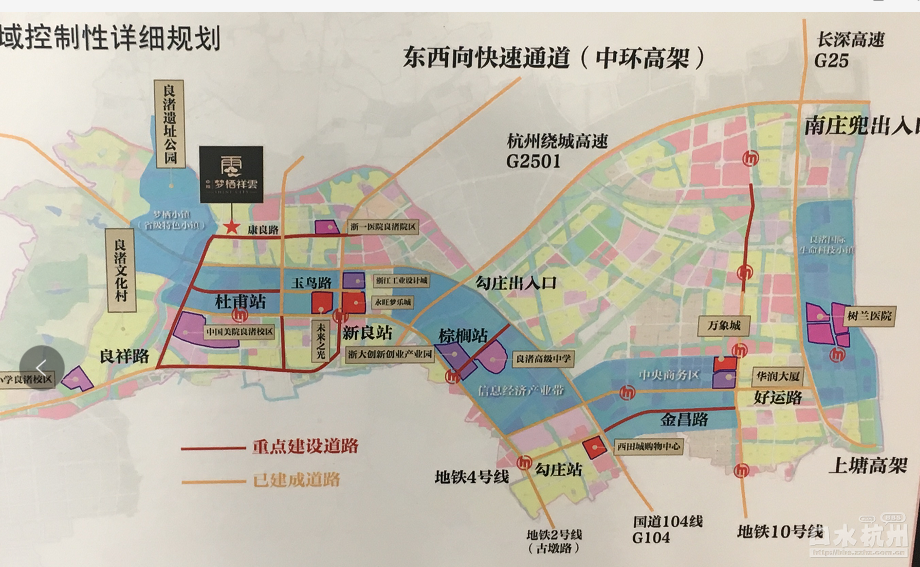 域控制性详细规划
东西向快速通道（中环高架）
长深高速
G25
南庄兜出入口
杭州绕城高速
G2501
良渚遗址公园
梦栖祥雲
梦栖小镇
（省级特色小镇）
康良路
浙一医院良渚院区
良渚文化村
玉鸟路
浙江工业设计城
永旺梦乐城
勾庄出入口
良渚国际
生命科技小镇
杜甫站
中国美院良渚校区
未来之光
新良站
棕榈站
树兰医院
万象城
良祥路
浙大创新创业产业园
良渚高级中学
小学良渚校区
信息经济产业带
中央商务区
华润大厦
好运路
金昌路
重点建设道路
已建成道路
西田城购物中心
上塘高架
地铁4号线
勾庄站
地铁2号线
（古墩路）
国道104线
G104
地铁10号线
山水杭州